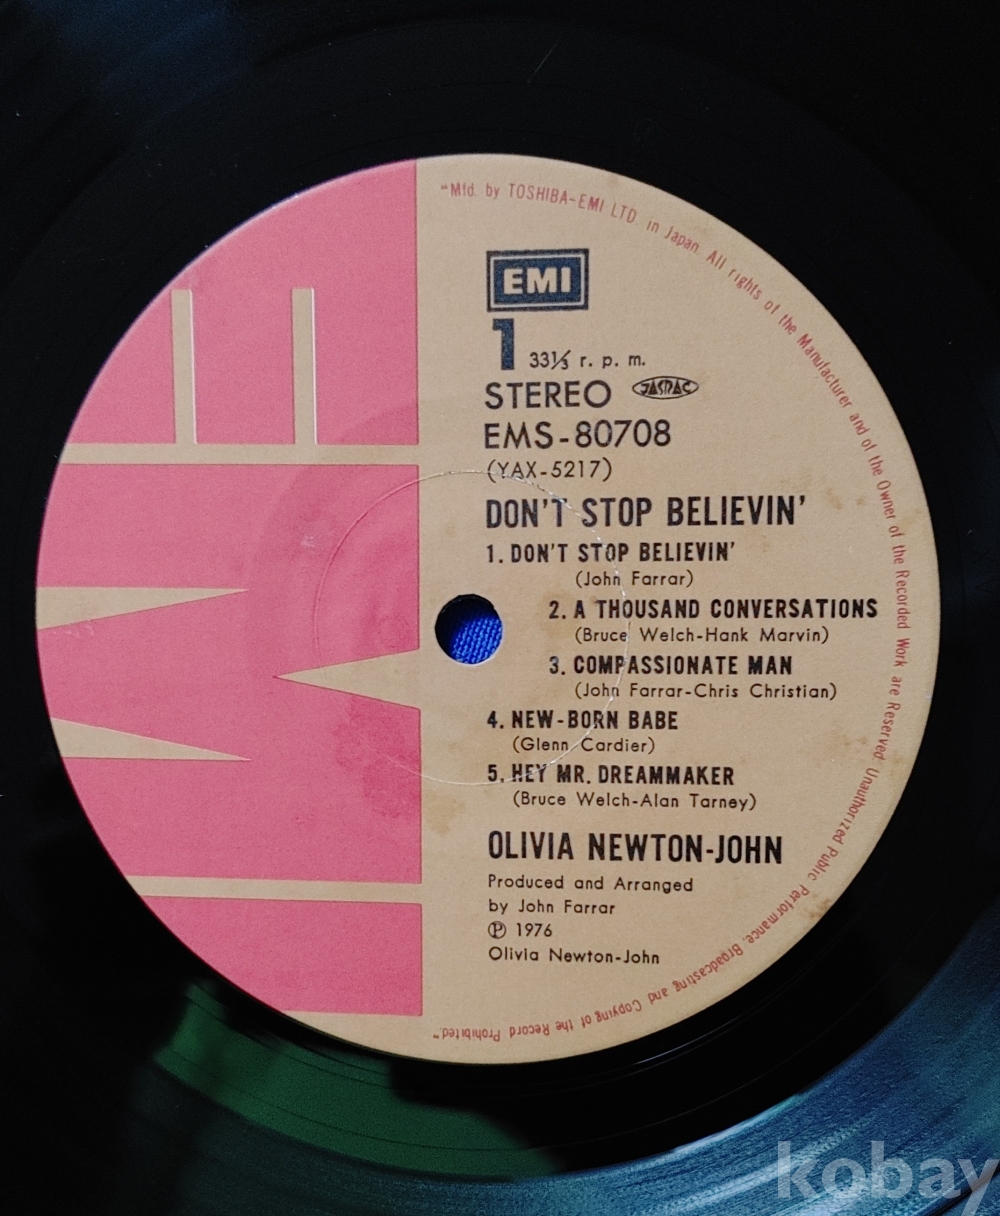 "Mfd. by TOSHIBA-EMI LTD. in Japan. All rights of the Manufacturer and of the Owner of the Recorded Work are Reserved. Unauthorized Public Performance, Broadcasting and Copying of the Record Prohibited."
EMI
1 33⅓ r. p. m.
STEREO JASRAC
EMS-80708
(YAX-5217)
DON'T STOP BELIEVIN'
1. DON'T STOP BELIEVIN'
(John Farrar)
2. A THOUSAND CONVERSATIONS
(Bruce Welch-Hank Marvin)
3. COMPASSIONATE MAN
(John Farrar-Chris Christian)
4. NEW-BORN BABE
(Glenn Cardier)
5. HEY MR. DREAMMAKER
(Bruce Welch-Alan Tarney)
OLIVIA NEWTON-JOHN
Produced and Arranged
by John Farrar
Ⓟ 1976
Olivia Newton-John
EMI
kobay